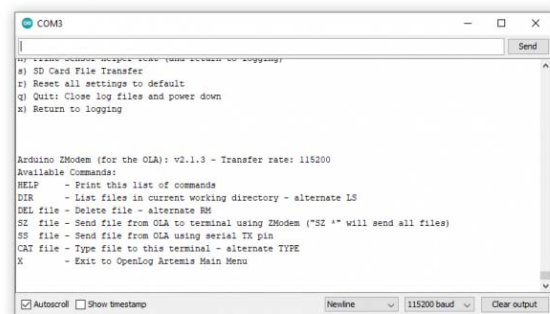 COM3
Send
s) SD Card File Transfer
r) Reset all settings to default
q) Quit: Close log files and power down
x) Return to logging
Arduino ZModem (for the OLA): v2.1.3 - Transfer rate: 115200
Available Commands:
HELP - Print this list of commands
DIR - List files in current working directory - alternate LS
DEL file - Delete file - alternate RM
SZ file - Send file from OLA to terminal using ZModem ("SZ *" will send all files)
SS file - Send file from OLA using serial TX pin
CAT file - Type file to this terminal - alternate TYPE
X - Exit to OpenLog Artemis Main Menu
Autoscroll Show timestamp Newline 115200 baud Clear output